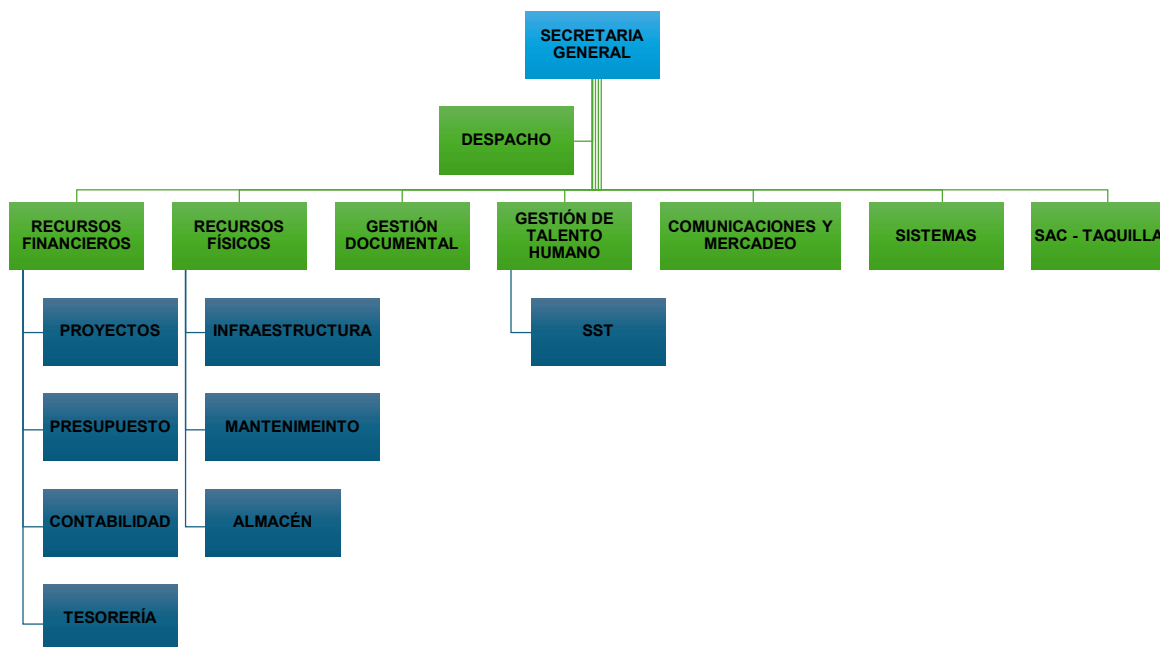 SECRETARIA
GENERAL
DESPACHO
RECURSOS
FINANCIEROS
RECURSOS
FÍSICOS
GESTIÓN
DOCUMENTAL
GESTIÓN DE
TALENTO
HUMANO
COMUNICACIONES Y
MERCADEO
SISTEMAS
SAC - TAQUILLA
PROYECTOS
INFRAESTRUCTURA
SST
PRESUPUESTO
MANTENIMEINTO
CONTABILIDAD
ALMACÉN
TESORERÍA